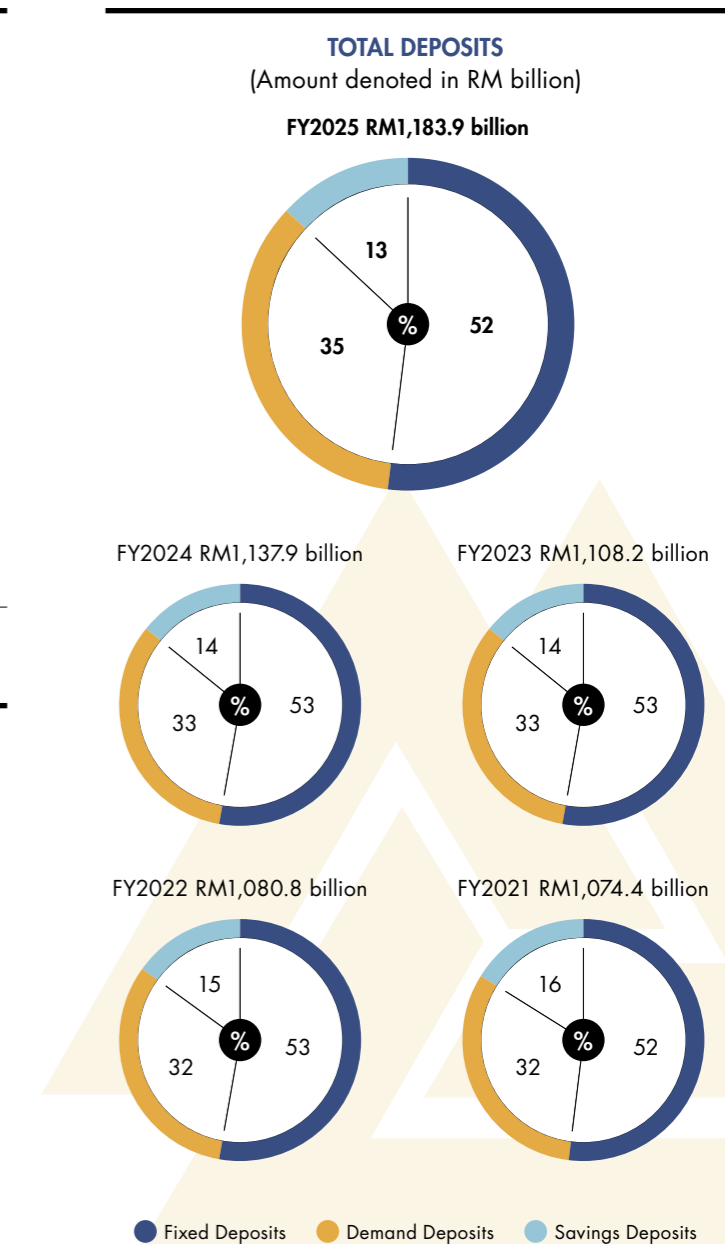 TOTAL DEPOSITS
(Amount denoted in RM billion)
FY2025 RM1,183.9 billion
13
%
52
35
FY2024 RM1,137.9 billion
14
%
53
33
FY2023 RM1,108.2 billion
14
%
53
33
FY2022 RM1,080.8 billion
15
%
53
32
FY2021 RM1,074.4 billion
16
%
52
32
Fixed Deposits
Demand Deposits
Savings Deposits